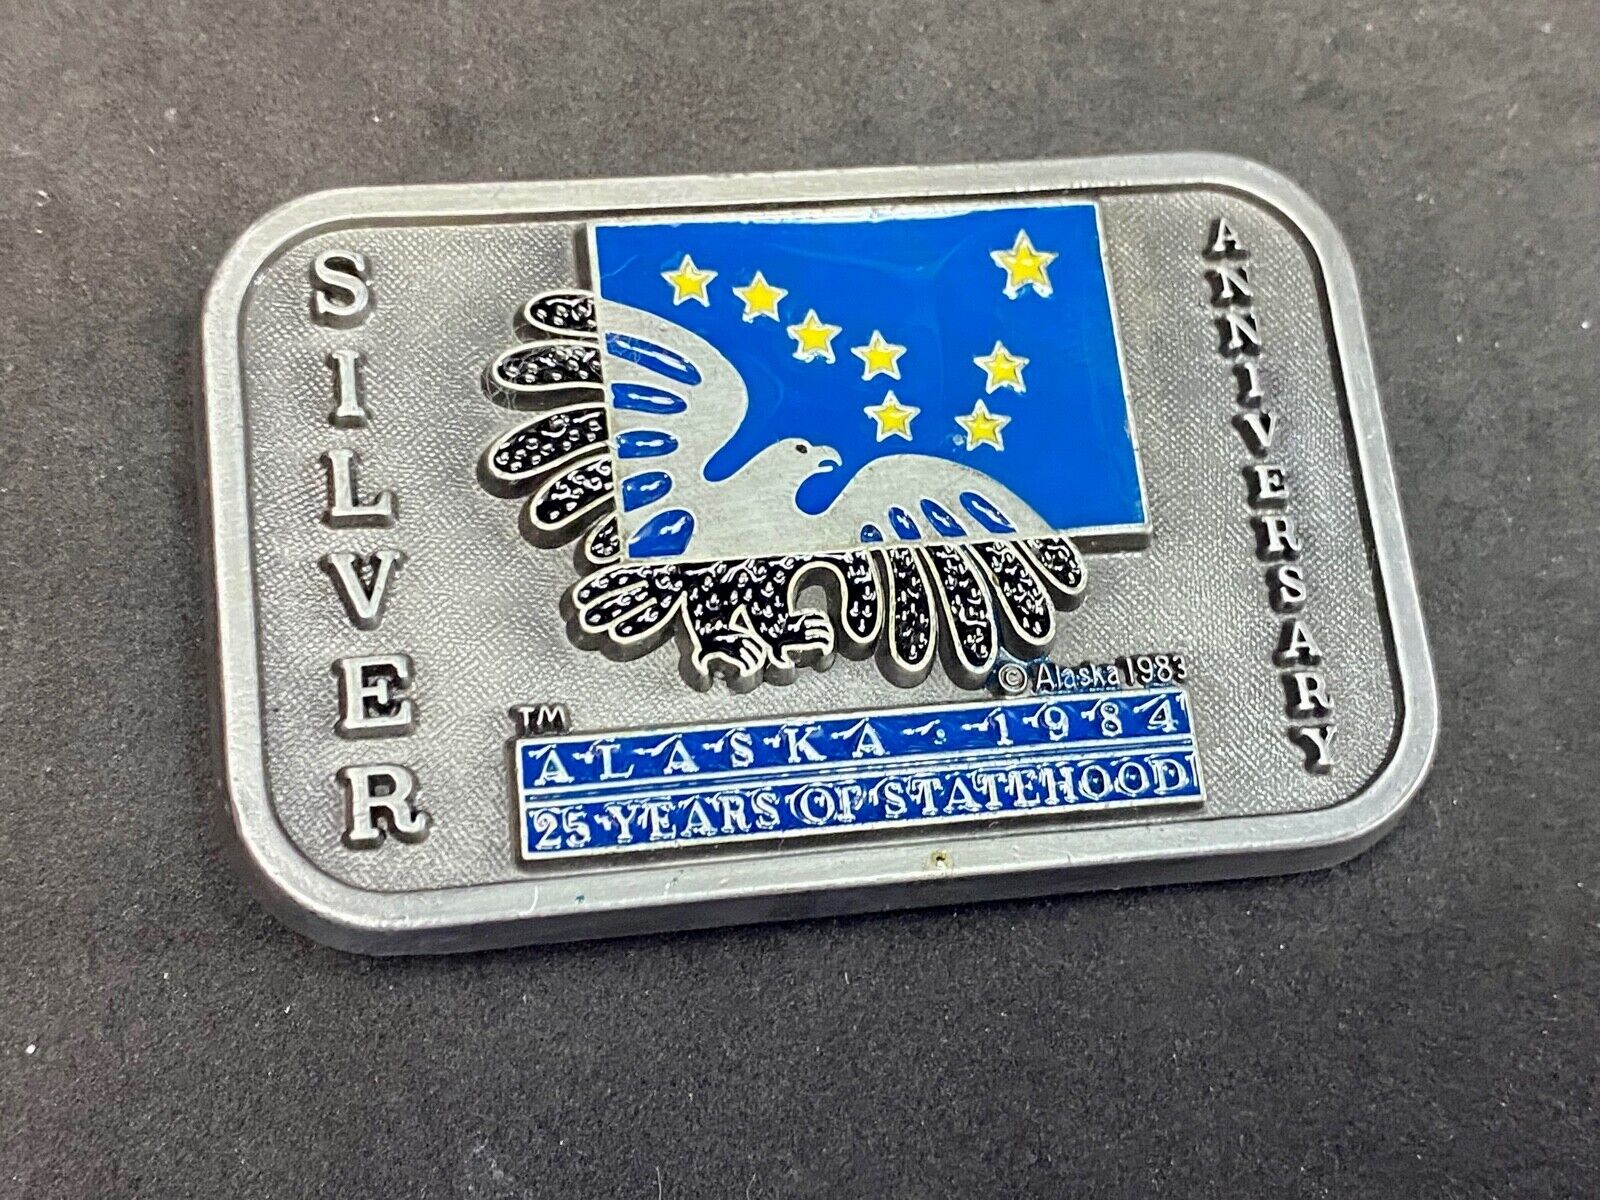 SILVER
ANNIVERSARY
© Alaska 1983
TM
ALASKA · 1984
25 YEARS OF STATEHOOD